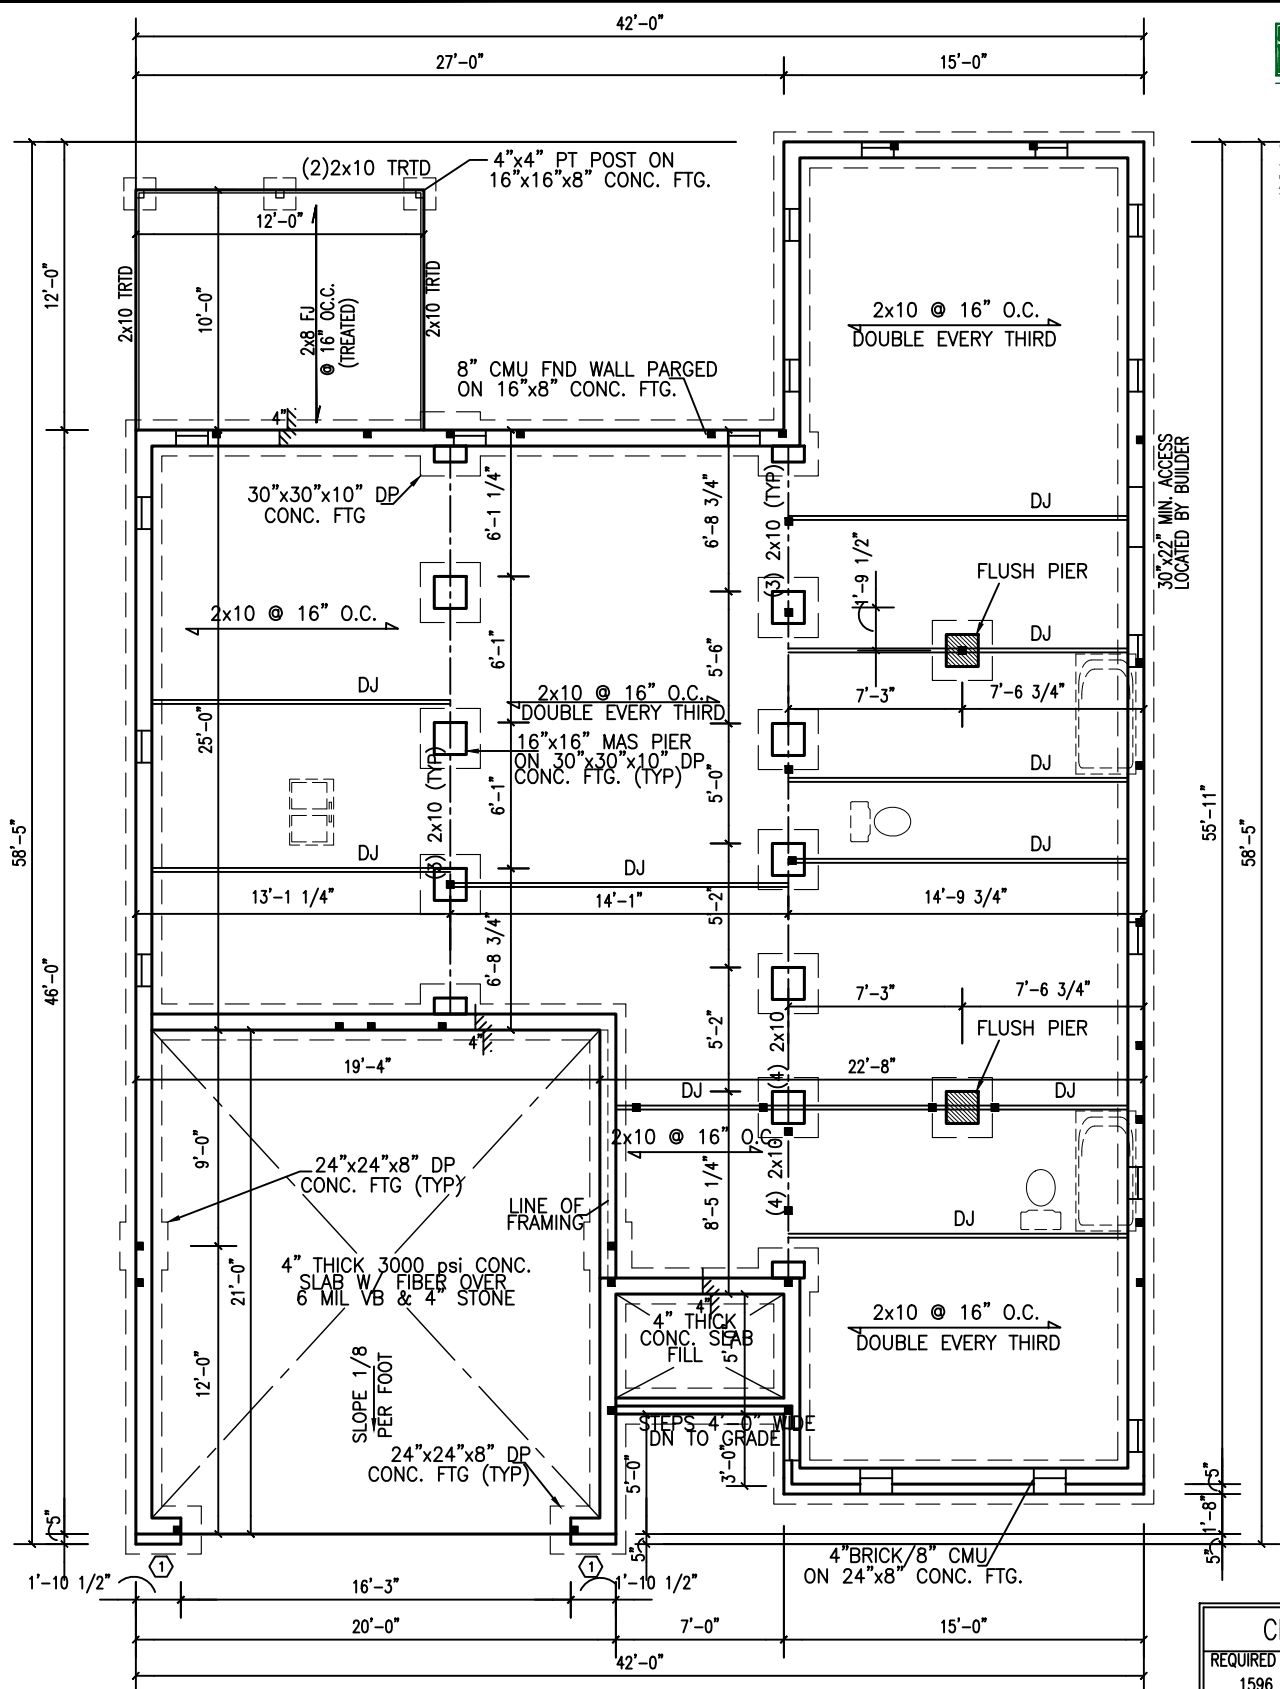 42'-0"
27'-0"
15'-0"
(2)2x10 TRTD
4"x4" PT POST ON
16"x16"x8" CONC. FTG.
12'-0"
12'-0"
2x10 TRTD
10'-0"
2x8 FJ
@ 16" OC.C.
(TREATED)
2x10 TRTD
2x10 @ 16" O.C.
DOUBLE EVERY THIRD
8" CMU FND WALL PARGED
ON 16"x8" CONC. FTG.
4"
30"x30"x10" DP
CONC. FTG
6'-1 1/4"
6'-8 3/4"
(3) 2x10 (TYP)
DJ
30"x22" MIN. ACCESS
LOCATED BY BUILDER
1'-9 1/2"
FLUSH PIER
2x10 @ 16" O.C.
DJ
6'-1"
5'-6"
DJ
7'-3"
7'-6 3/4"
2x10 @ 16" O.C.
DOUBLE EVERY THIRD
25'-0"
16"x16" MAS PIER
ON 30"x30"x10" DP
CONC. FTG. (TYP)
(3) 2x10 (TYP)
6'-1"
5'-0"
DJ
58'-5"
55'-11"
58'-5"
DJ
DJ
DJ
13'-1 1/4"
14'-1"
14'-9 3/4"
5'-2"
6'-8 3/4"
46'-0"
7'-3"
7'-6 3/4"
FLUSH PIER
5'-2"
(4) 2x10
4"
19'-4"
22'-8"
DJ
DJ
2x10 @ 16" O.C.
9'-0"
24"x24"x8" DP
CONC. FTG (TYP)
LINE OF
FRAMING
8'-5 1/4"
(4) 2x10
DJ
4" THICK 3000 psi CONC.
SLAB W/ FIBER OVER
6 MIL VB & 4" STONE
21'-0"
4"
4" THICK
CONC. SLAB
FILL
5'-0"
2x10 @ 16" O.C.
DOUBLE EVERY THIRD
12'-0"
SLOPE 1/8
PER FOOT
STEPS 4'-0" WIDE
DN TO GRADE
24"x24"x8" DP
CONC. FTG (TYP)
5'-0"
3'-0"
5"
1'-8"
5"
5"
5"
4"BRICK/8" CMU
ON 24"x8" CONC. FTG.
1
1
1'-10 1/2"
16'-3"
1'-10 1/2"
20'-0"
7'-0"
15'-0"
42'-0"
REQUIRED
1596